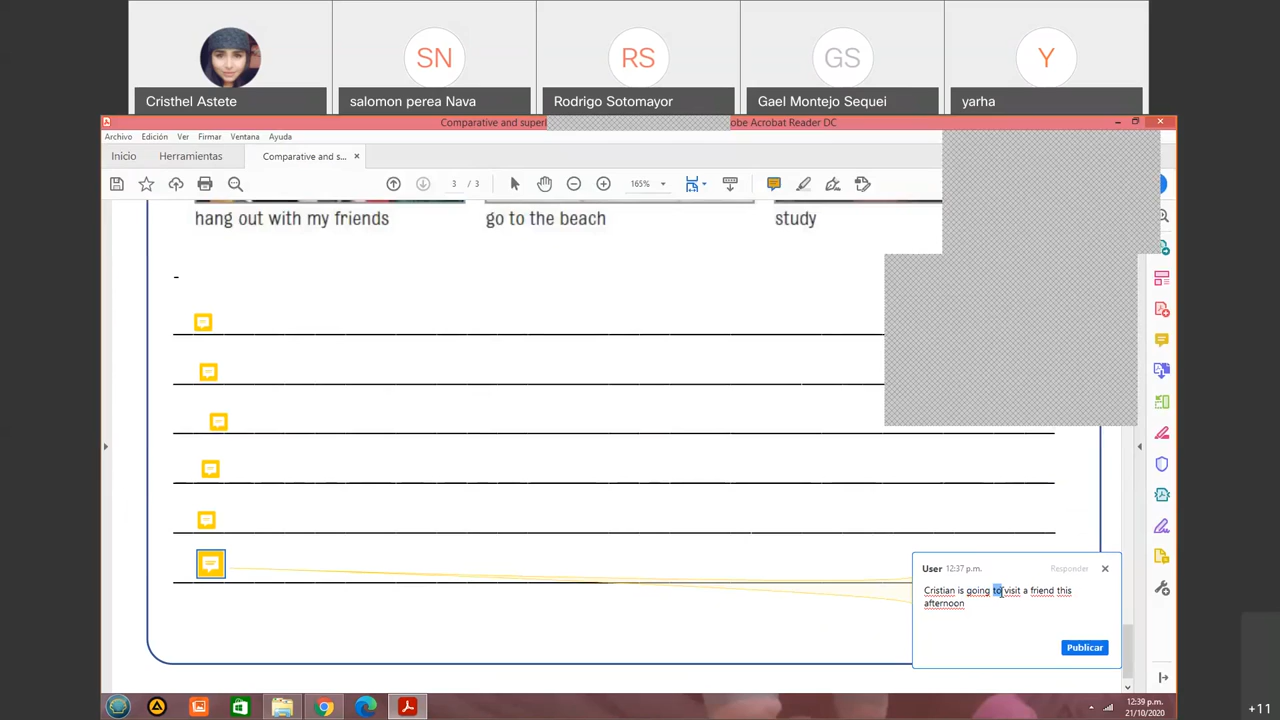 SN
RS
GS
Y
Cristhel Astete
salomon perea Nava
Rodrigo Sotomayor
Gael Montejo Sequei
yarha
Comparative and superl
obe Acrobat Reader DC
Archivo Edición Ver Firmar Ventana Ayuda
Inicio Herramientas Comparative and s... ×
3 / 3 165%
hang out with my friends go to the beach study
-
User 12:37 p.m. Responder
Cristian is going to visit a friend this
afternoon
Publicar
12:39 p.m.
21/10/2020
+11